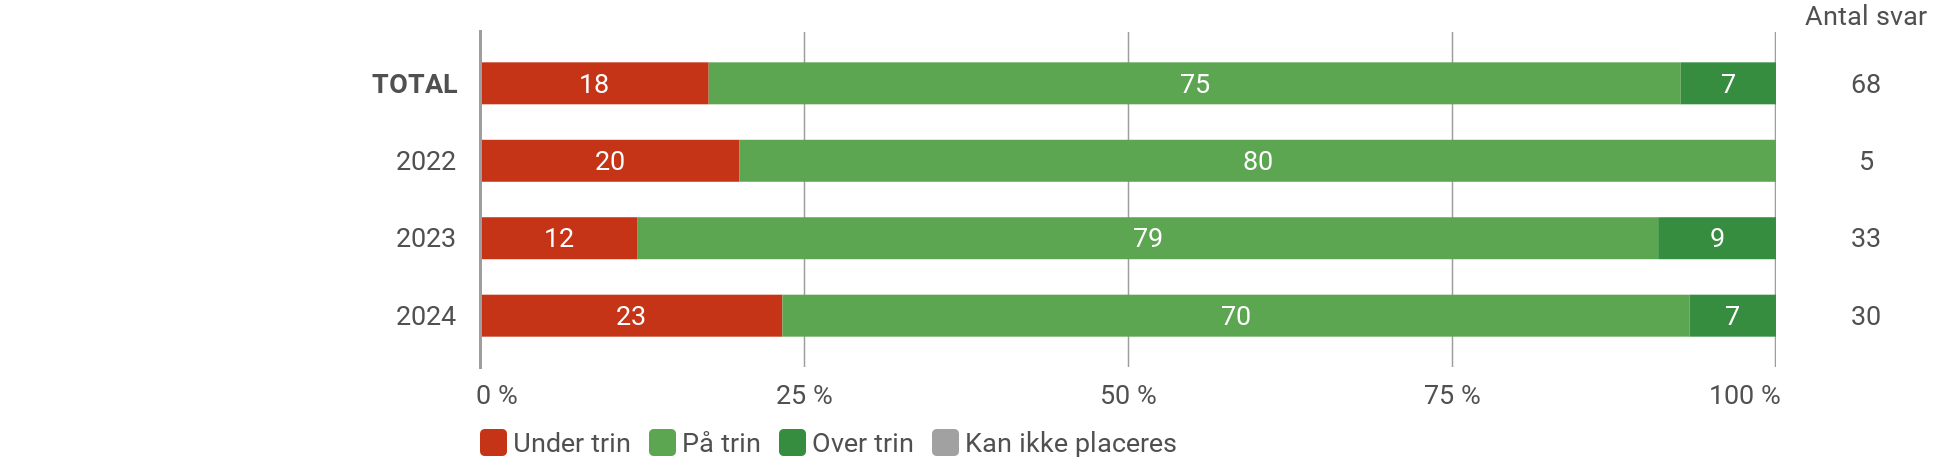 Antal svar
TOTAL 18 75 7 68
2022 20 80 5
2023 12 79 9 33
2024 23 70 7 30
0 % 25 % 50 % 75 % 100 %
Under trin På trin Over trin Kan ikke placeres